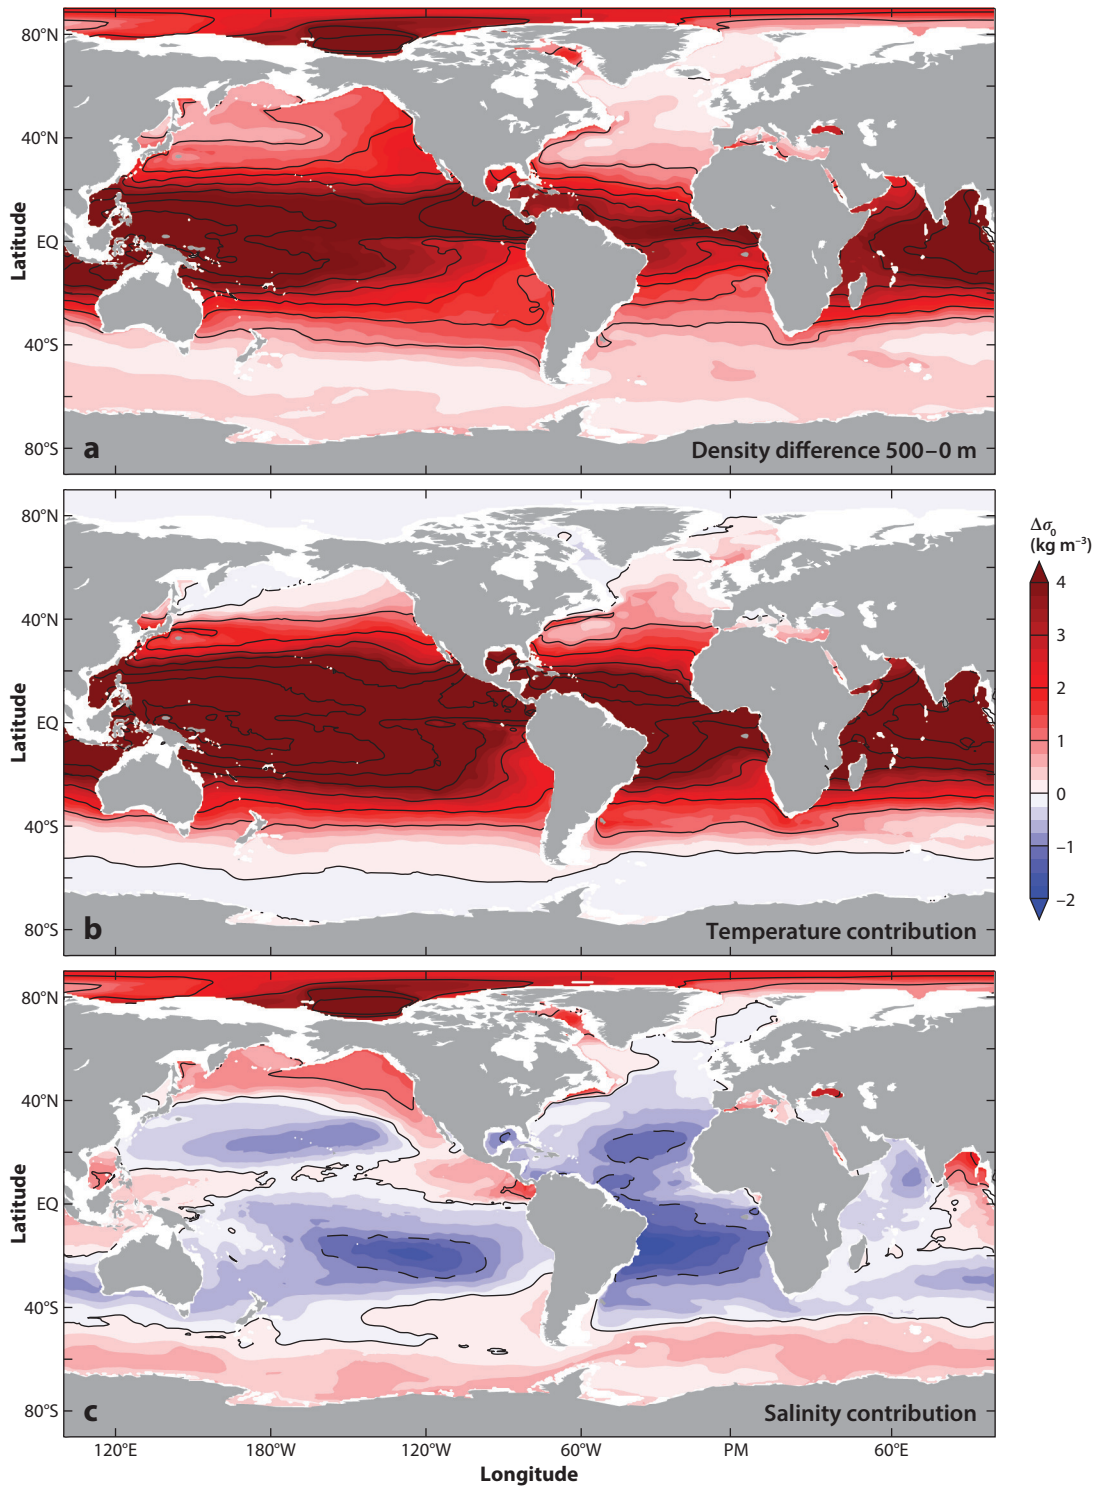 80°N
40°N
EQ
40°S
80°S
Latitude
a
Density difference 500–0 m
80°N
40°N
EQ
40°S
80°S
Latitude
b
Temperature contribution
Δσ₀
(kg m⁻³)
4
3
2
1
0
–1
–2
80°N
40°N
EQ
40°S
80°S
Latitude
c
Salinity contribution
120°E 180°W 120°W 60°W PM 60°E
Longitude